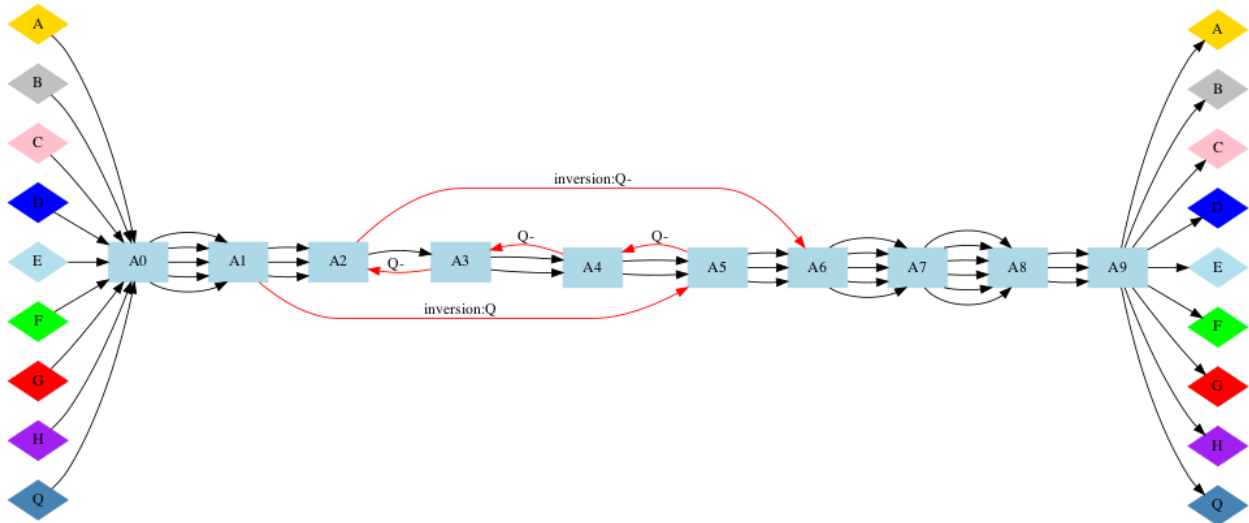 A
B
C
D
E
F
G
H
Q
inversion:Q-
Q-
Q-
Q-
A0
A1
A2
A3
A4
A5
A6
A7
A8
A9
inversion:Q
A
B
C
D
E
F
G
H
Q